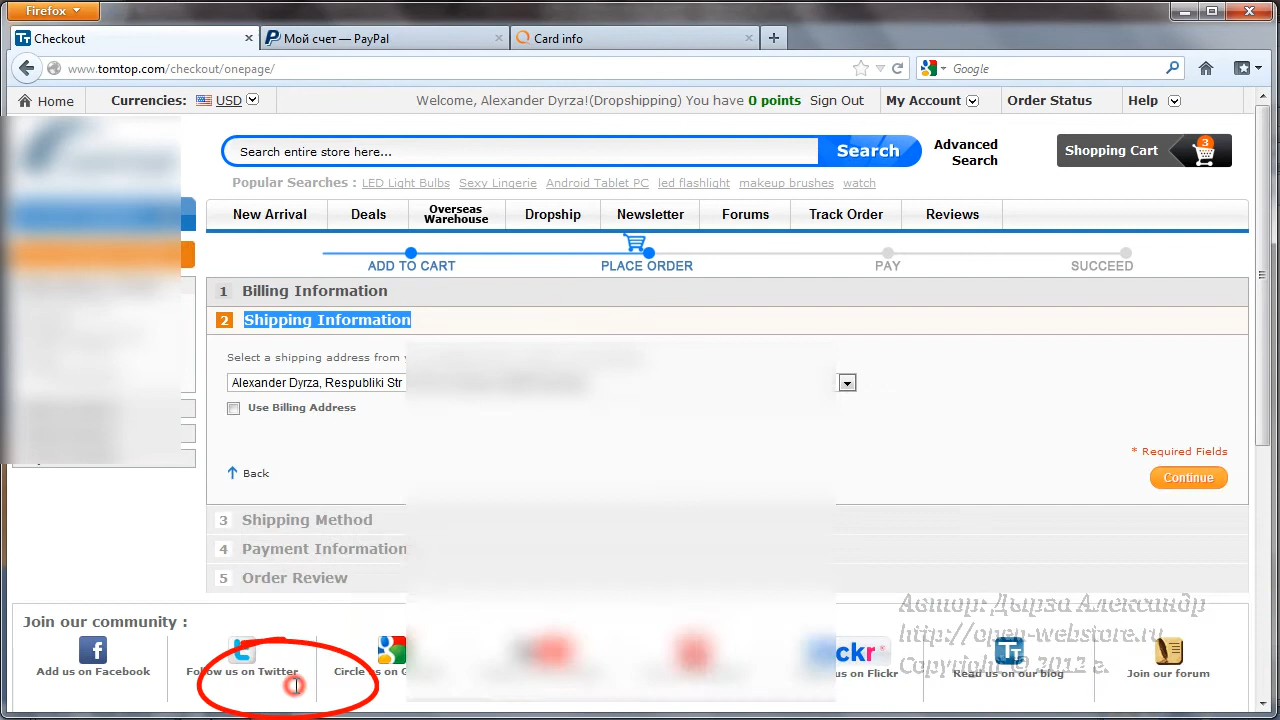 Firefox
Checkout
Мой счет — PayPal
Card info
www.tomtop.com/checkout/onepage/
Google
Home
Currencies: USD
Welcome, Alexander Dyrza!(Dropshipping) You have 0 points
Sign Out
My Account
Order Status
Help
Search entire store here...
Search
Advanced Search
Shopping Cart
3
Popular Searches : LED Light Bulbs Sexy Lingerie Android Tablet PC led flashlight makeup brushes watch
New Arrival
Deals
Overseas Warehouse
Dropship
Newsletter
Forums
Track Order
Reviews
ADD TO CART
PLACE ORDER
PAY
SUCCEED
1 Billing Information
2 Shipping Information
Select a shipping address from
Alexander Dyrza, Respubliki Str
Use Billing Address
* Required Fields
Back
Continue
3 Shipping Method
4 Payment Information
5 Order Review
Автор: Дырза Александр
http://open-webstore.ru
Copyright © 2012 г.
Join our community :
Add us on Facebook
Follow us on Twitter
Circle us on
us on Flickr
Read us on our blog
Join our forum